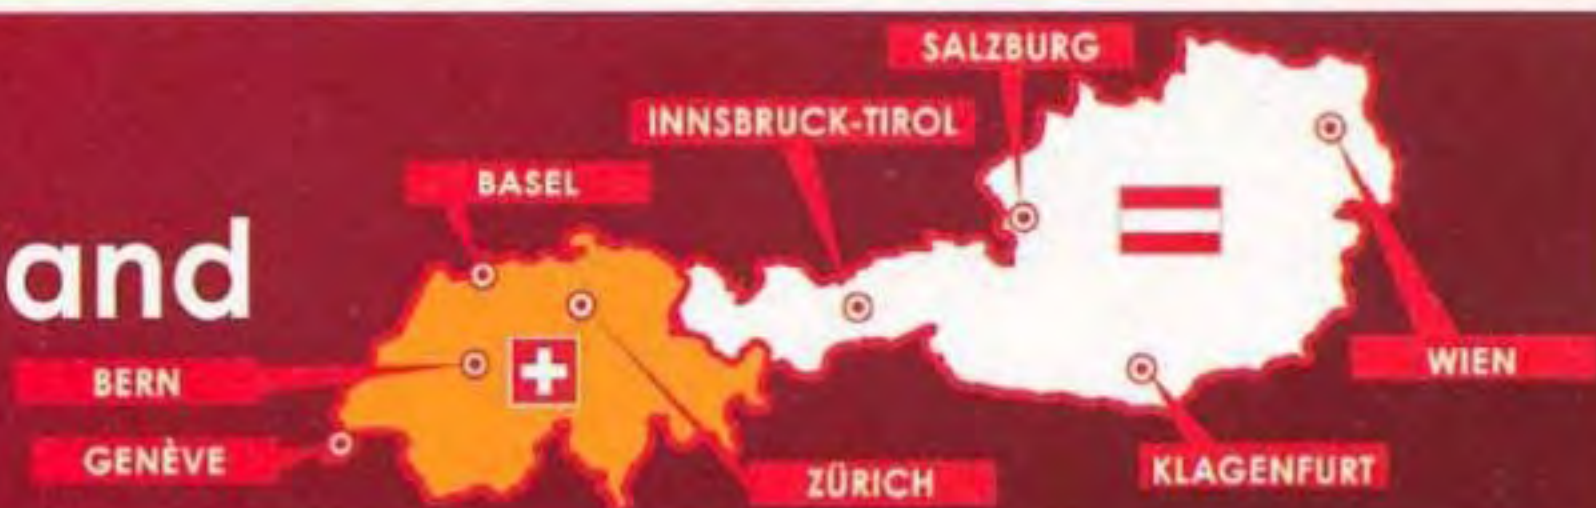 SALZBURG
INNSBRUCK-TIROL
BASEL
and
BERN
WIEN
GENÈVE
KLAGENFURT
ZÜRICH